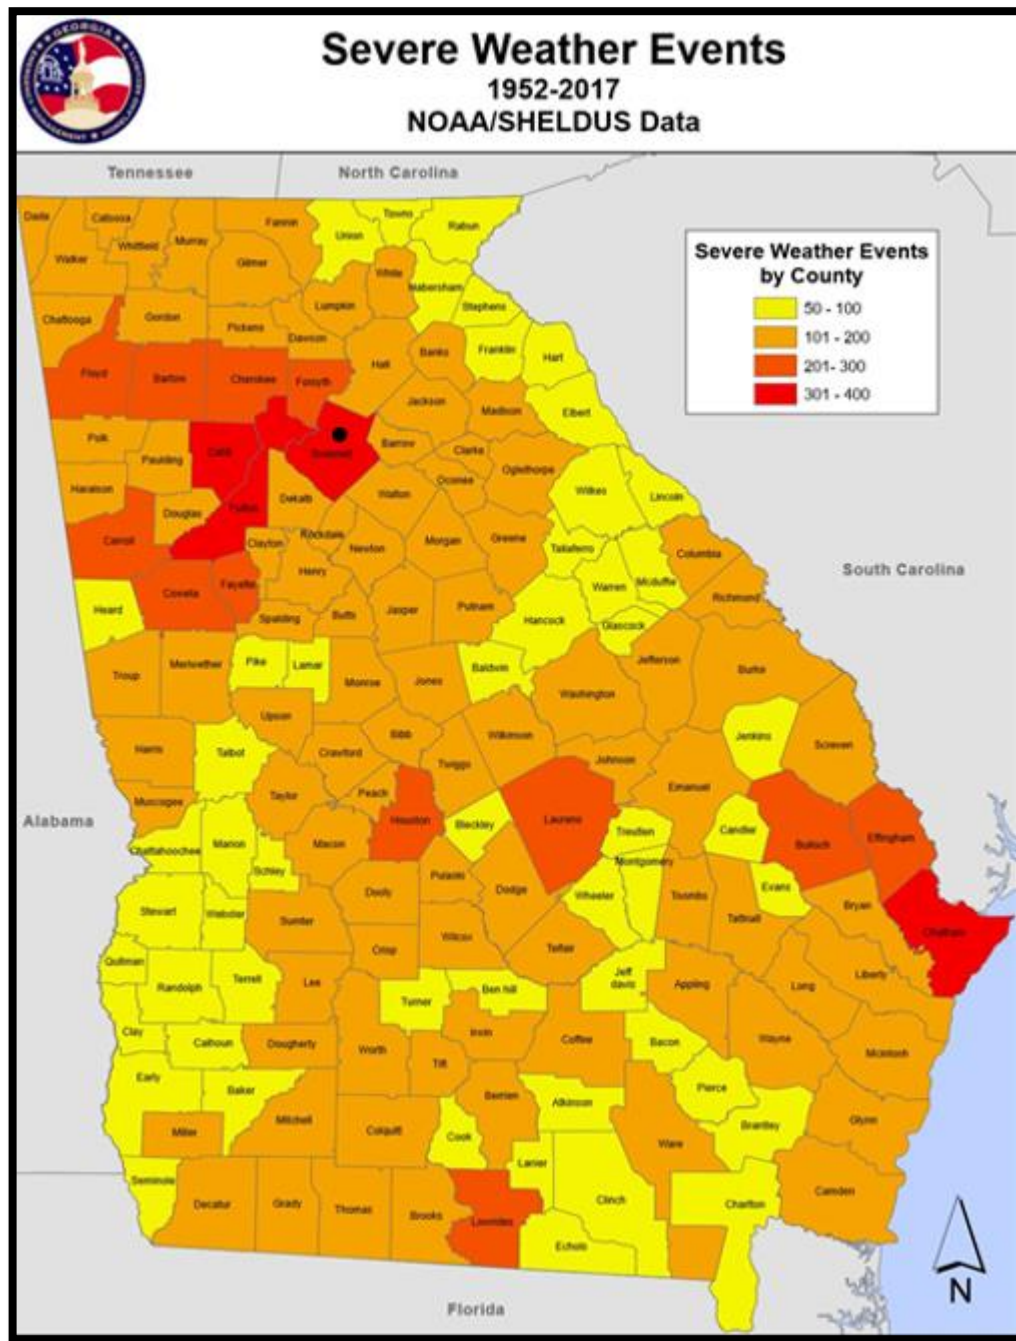 GEORGIA
Severe Weather Events
1952-2017
NOAA/SHELDUS Data
Tennessee
North Carolina
Severe Weather Events
by County
50 - 100
101 - 200
201- 300
301 - 400
Dade
Catoosa
Fannin
Towns
Rabun
Union
Murray
Whitfield
Walker
Gilmer
White
Habersham
Chattooga
Gordon
Lumpkin
Stephens
Pickens
Dawson
Banks
Franklin
Hart
Hall
Floyd
Bartow
Cherokee
Forsyth
Jackson
Madison
Elbert
Polk
Paulding
Cobb
Gwinnett
Barrow
Clarke
Oglethorpe
Haralson
Oconee
Wilkes
Lincoln
Douglas
Fulton
Dekalb
Walton
Carroll
Clayton
Rockdale
Newton
Morgan
Greene
Taliaferro
Columbia
South Carolina
Coweta
Fayette
Henry
Warren
Mcduffie
Richmond
Heard
Spalding
Butts
Jasper
Putnam
Hancock
Glascock
Troup
Meriwether
Pike
Lamar
Monroe
Jones
Baldwin
Jefferson
Burke
Washington
Upson
Harris
Talbot
Crawford
Bibb
Wilkinson
Jenkins
Screven
Twiggs
Johnson
Muscogee
Taylor
Peach
Emanuel
Alabama
Houston
Bleckley
Laurens
Treutlen
Candler
Bulloch
Effingham
Chattahoochee
Marion
Macon
Schley
Montgomery
Pulaski
Dodge
Evans
Dooly
Stewart
Webster
Sumter
Wheeler
Toombs
Tattnall
Bryan
Chatham
Crisp
Wilcox
Telfair
Quitman
Randolph
Terrell
Lee
Turner
Ben hill
Jeff
davis
Appling
Long
Liberty
Clay
Calhoun
Dougherty
Worth
Irwin
Coffee
Bacon
Wayne
Mcintonh
Tift
Early
Baker
Pierce
Berrien
Atkinson
Miller
Mitchell
Colquitt
Cook
Ware
Brantley
Glynn
Seminole
Lanier
Clinch
Charlton
Camden
Decatur
Grady
Thomas
Brooks
Lowndes
Echols
Florida
N